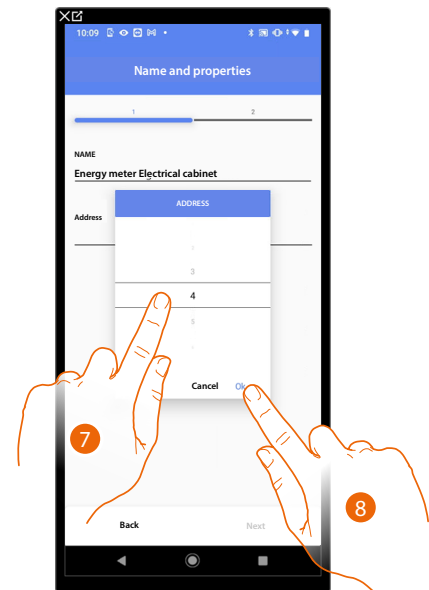 10:09
Name and properties
1 2
NAME
Energy meter Electrical cabinet
ADDRESS
Address
3
4
5
Cancel Ok
7
8
Back Next